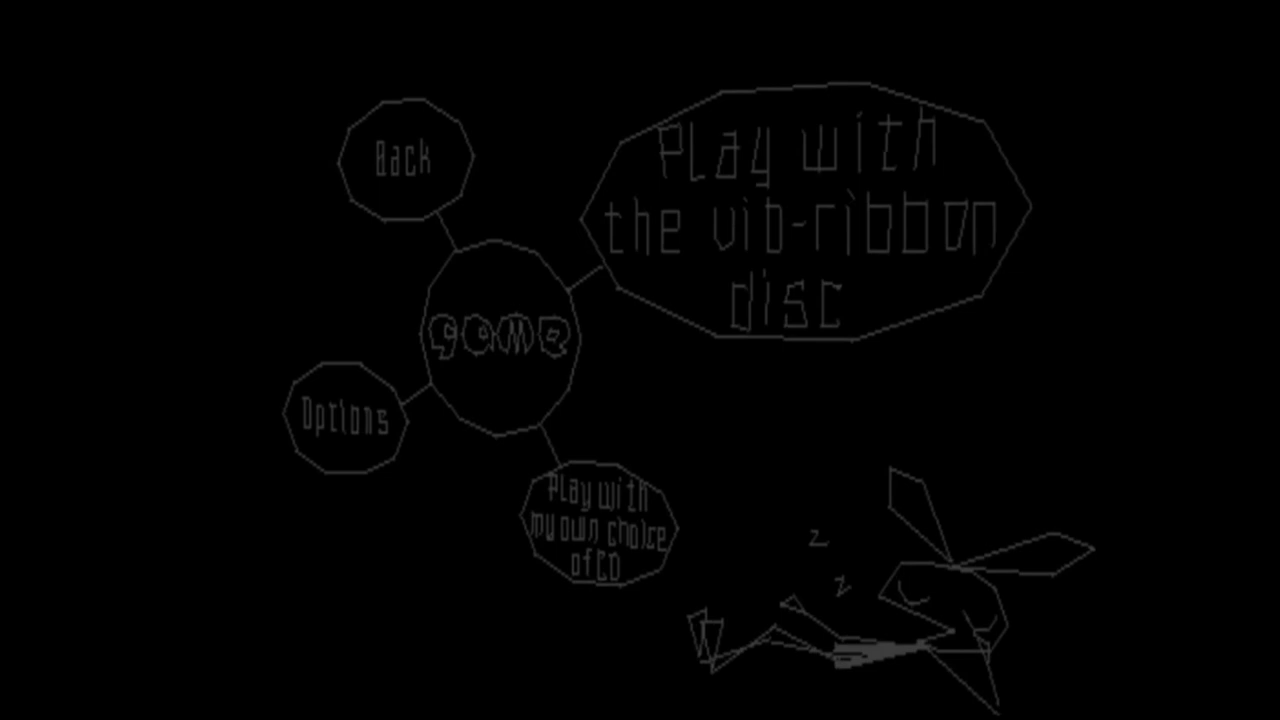 Back
Play with
the vib-ribbon
disc
GAME
Options
Play with
my own choice
of CD
z
z